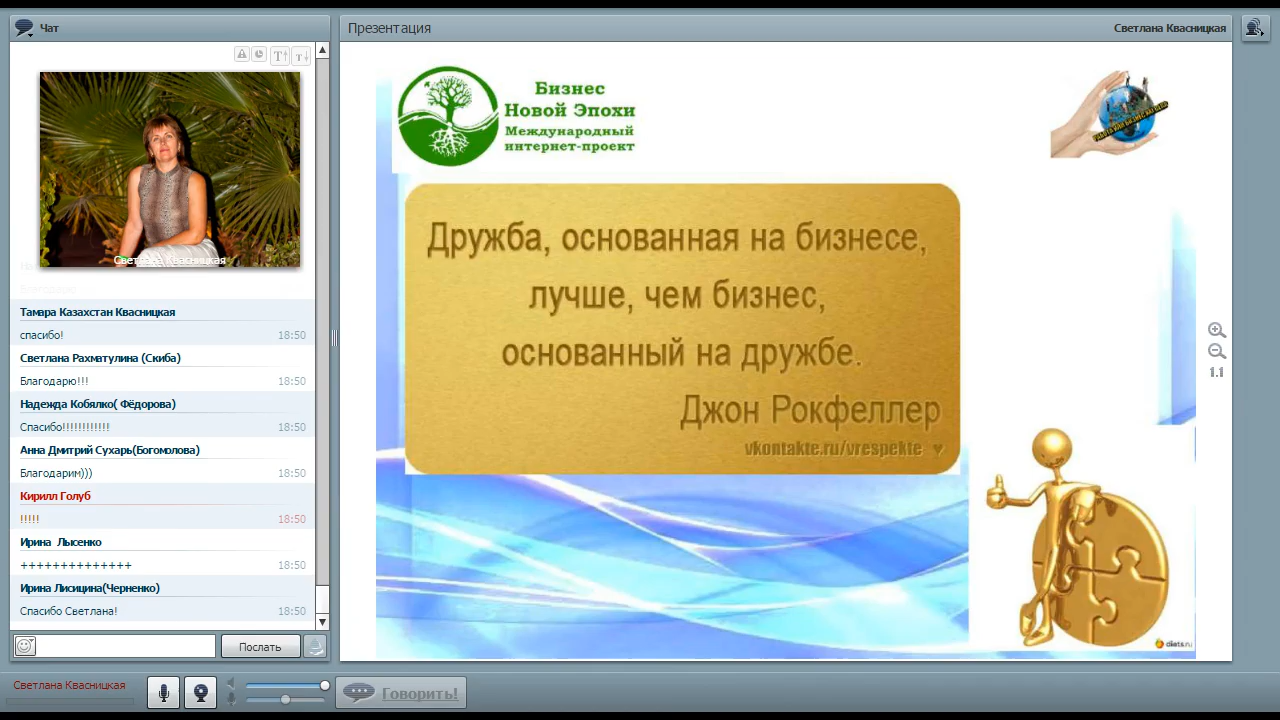 Чат
Светлана Квасницкая
Благодарю
Тамара Казахстан Квасницкая
спасибо!
18:50
Светлана Рахматулина (Скиба)
Благодарю!!!
18:50
Надежда Кобялко( Фёдорова)
Спасибо!!!!!!!!!!!!
18:50
Анна Дмитрий Сухарь(Богомолова)
Благодарим)))
18:50
Кирилл Голуб
!!!!!
18:50
Ирина Лысенко
++++++++++++++
18:50
Ирина Лисицина(Черненко)
Спасибо Светлана!
18:50
Послать
Светлана Квасницкая
Говорить!
Презентация
Светлана Квасницкая
Бизнес
Новой Эпохи
Международный
интернет-проект
Дружба, основанная на бизнесе,
лучше, чем бизнес,
основанный на дружбе.
Джон Рокфеллер
vkontakte.ru/vrespekte ♥
dkets.ru
1.1